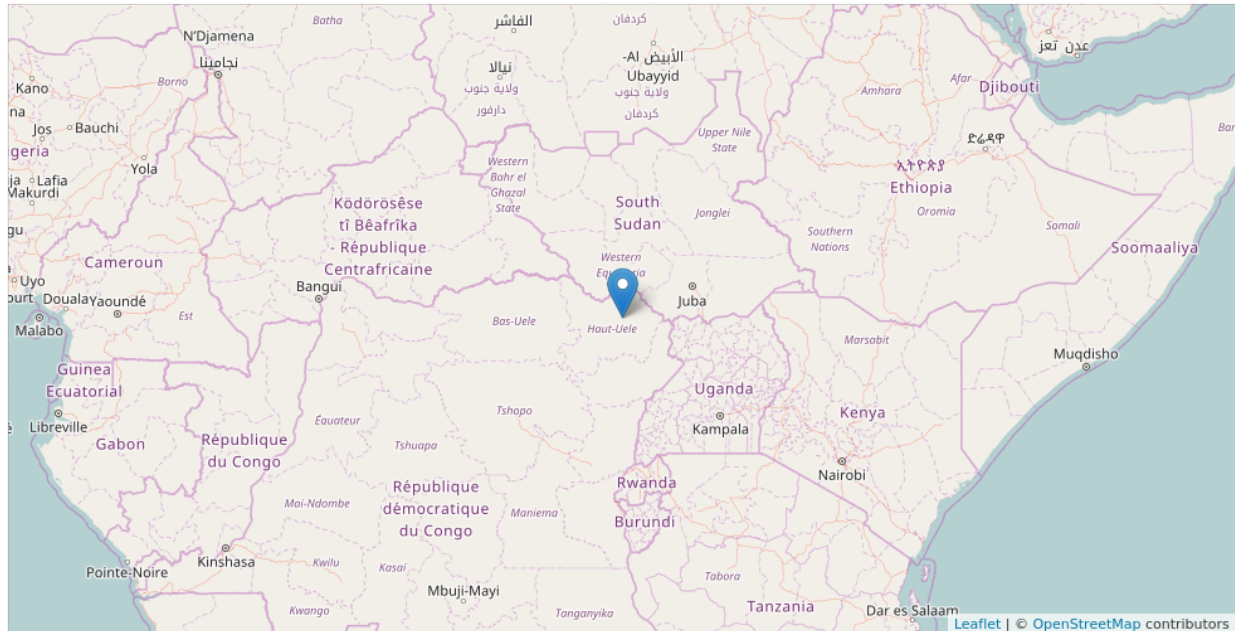 Batha
الفاشر
كردفان
N'Djamena
نجامينا
Borno
Kano
نيالا
ولاية جنوب
دارفور
الأبيض Al-
Ubayyid
ولاية جنوب
كردفان
عدن
تعز
Afar
Djibouti
Amhara
Jos
Bauchi
geria
Yola
Lafia
Makurdi
Upper Nile
State
ድሬዳዋ
ኢትዮጵያ
Ethiopia
Oromia
Western
Bahr el
Ghazal
State
South
Sudan
Jonglei
Southern
Nations
Somali
Soomaaliya
Ködörösêse
tî Bêafrîka
- République
Centrafricaine
Cameroun
Western
Equatoria
Uyo
Douala
Yaoundé
Malabo
Est
Bangui
Juba
Bas-Uele
Haut-Uele
Marsabit
Muqdisho
Guinea
Ecuatorial
Uganda
Kampala
Kenya
Libreville
Gabon
République
du Congo
Équateur
Tshopo
Tshuapa
Nairobi
Rwanda
Burundi
République
démocratique
du Congo
Mai-Ndombe
Maniema
Kinshasa
Pointe-Noire
Kwilu
Kasai
Mbuji-Mayi
Kwango
Tanganyika
Tabora
Tanzania
Dar es Salaam
Leaflet | © OpenStreetMap contributors